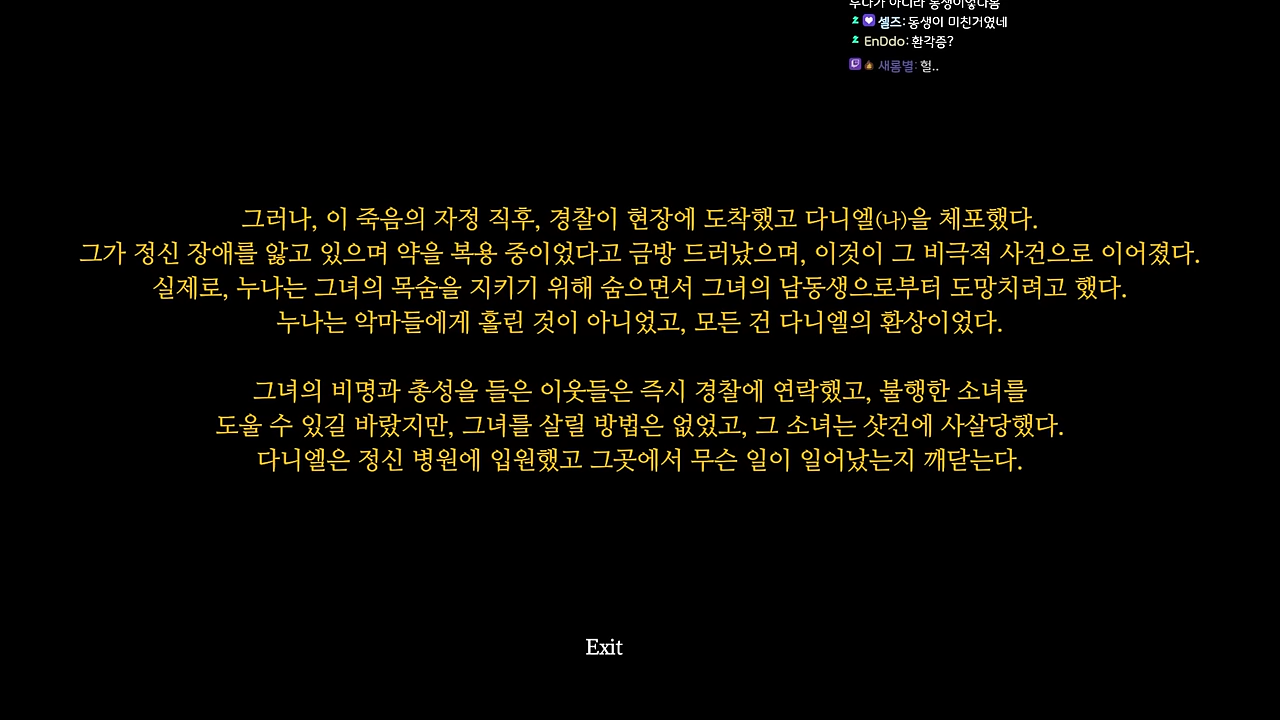 셀즈: 동생이 미친거였네
EnDdo: 환각증?
새롬별: 헐..
그러나, 이 죽음의 자정 직후, 경찰이 현장에 도착했고 다니엘(나)을 체포했다.
그가 정신 장애를 앓고 있으며 약을 복용 중이었다고 금방 드러났으며, 이것이 그 비극적 사건으로 이어졌다.
실제로, 누나는 그녀의 목숨을 지키기 위해 숨으면서 그녀의 남동생으로부터 도망치려고 했다.
누나는 악마들에게 홀린 것이 아니었고, 모든 건 다니엘의 환상이었다.
그녀의 비명과 총성을 들은 이웃들은 즉시 경찰에 연락했고, 불행한 소녀를
도울 수 있길 바랐지만, 그녀를 살릴 방법은 없었고, 그 소녀는 샷건에 사살당했다.
다니엘은 정신 병원에 입원했고 그곳에서 무슨 일이 일어났는지 깨닫는다.
Exit